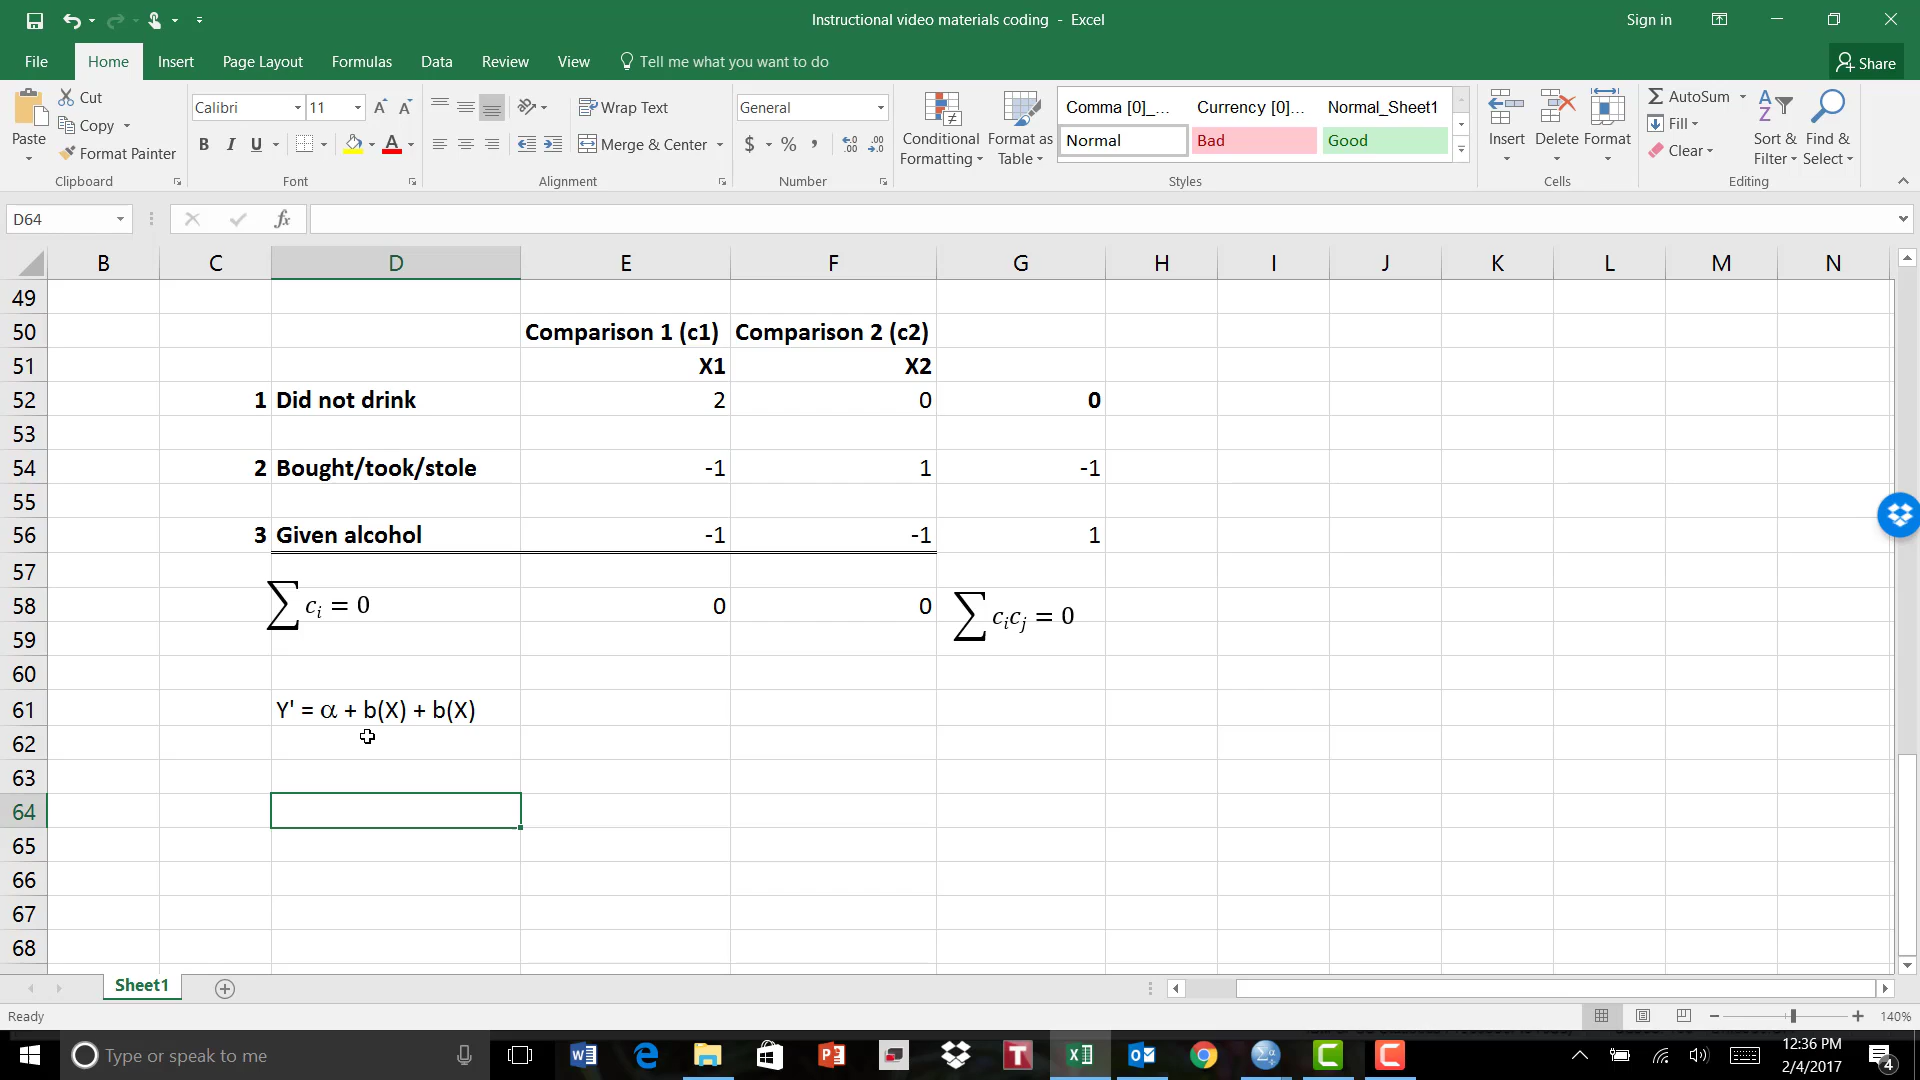 Instructional video materials coding - Excel
Sign in
File Home Insert Page Layout Formulas Data Review View Tell me what you want to do Share
Paste Cut Copy Format Painter Clipboard
Calibri 11 A A B I U A Font
Wrap Text Merge & Center Alignment
General $ % , Number
Conditional Formatting Format as Table
Comma [0]_... Currency [0]... Normal_Sheet1
Normal Bad Good
Styles
Insert Delete Format Cells
AutoSum Fill Clear Sort & Filter Find & Select Editing
D64 fx
B C D E F G H I J K L M N
49
50 Comparison 1 (c1) Comparison 2 (c2)
51 X1 X2
52 1 Did not drink 2 0 0
53
54 2 Bought/took/stole -1 1 -1
55
56 3 Given alcohol -1 -1 1
57
58 ∑ cᵢ = 0 0 0 ∑ cᵢcⱼ = 0
59
60
61 Y' = α + b(X) + b(X)
62
63
64
65
66
67
68
Sheet1
Ready 140%
Type or speak to me
12:36 PM
2/4/2017
4